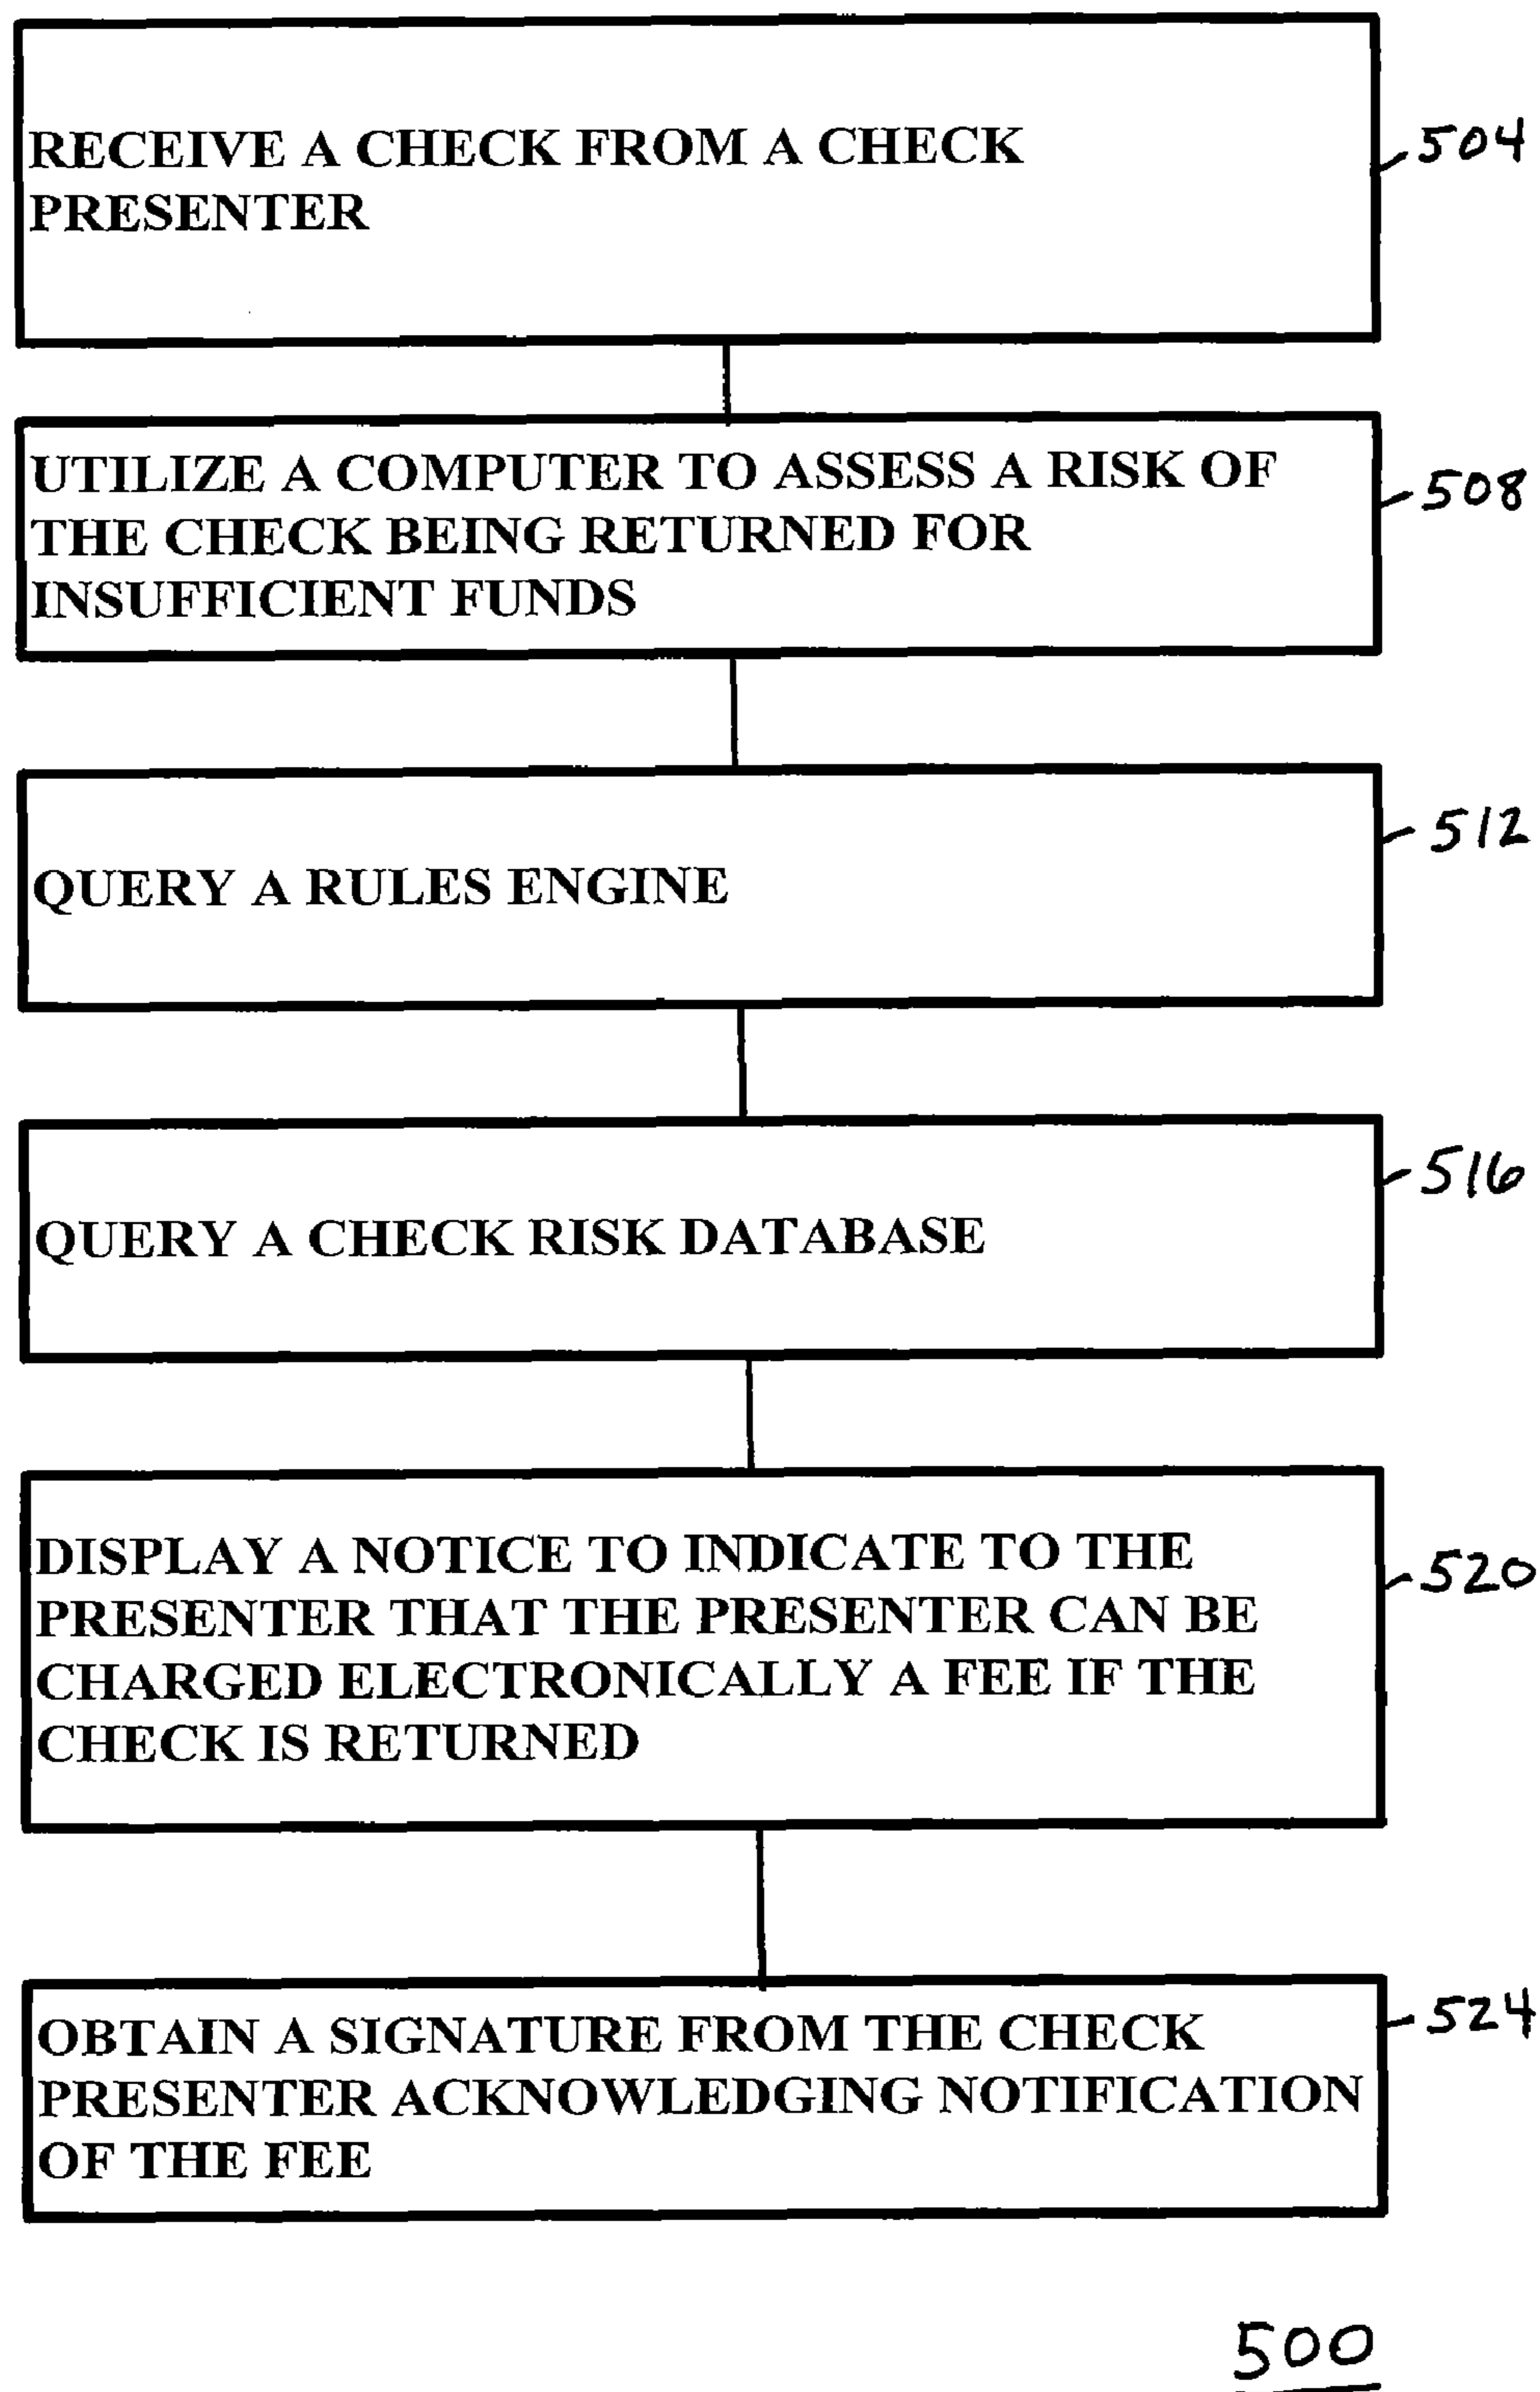 RECEIVE A CHECK FROM A CHECK
PRESENTER
504
UTILIZE A COMPUTER TO ASSESS A RISK OF
THE CHECK BEING RETURNED FOR
INSUFFICIENT FUNDS
508
QUERY A RULES ENGINE
512
QUERY A CHECK RISK DATABASE
516
DISPLAY A NOTICE TO INDICATE TO THE
PRESENTER THAT THE PRESENTER CAN BE
CHARGED ELECTRONICALLY A FEE IF THE
CHECK IS RETURNED
520
OBTAIN A SIGNATURE FROM THE CHECK
PRESENTER ACKNOWLEDGING NOTIFICATION
OF THE FEE
524
500